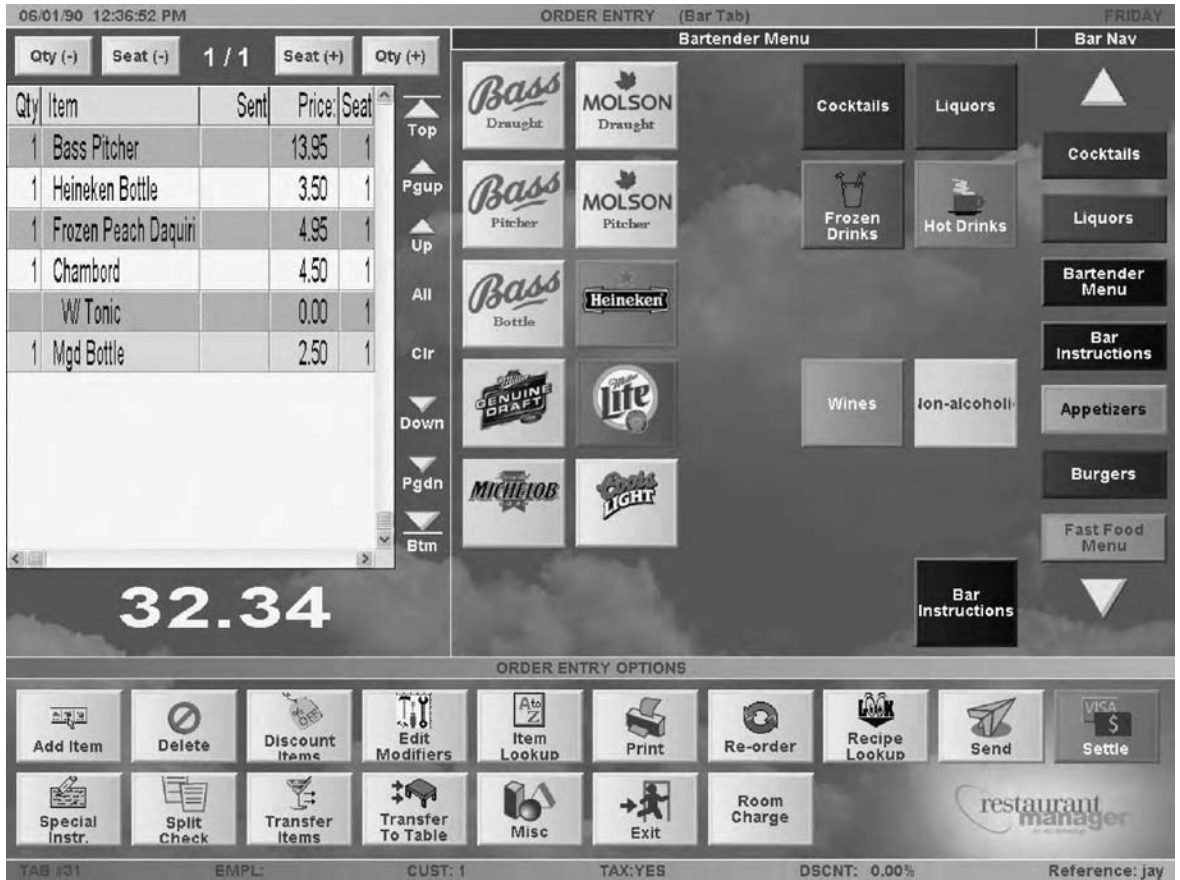 06/01/90 12:36:52 PM
ORDER ENTRY (Bar Tab)
FRIDAY
Qty (-)
Seat (-)
1 / 1
Seat (+)
Qty (+)
Bartender Menu
Bar Nav
Qty Item Sent Price: Seat
1 Bass Pitcher 13.95 1
1 Heineken Bottle 3.50 1
1 Frozen Peach Daquiri 4.95 1
1 Chambord 4.50 1
W/ Tonic 0.00 1
1 Mgd Bottle 2.50 1
Top
Pgup
Up
All
Clr
Down
Pgdn
Btm
32.34
Bass
Draught
MOLSON
Draught
Bass
Pitcher
MOLSON
Pitcher
Bass
Bottle
Heineken
Miller
GENUINE
DRAFT
Miller
Lite
MICHELOB
Coors
LIGHT
Cocktails
Liquors
Frozen
Drinks
Hot Drinks
Wines
Non-alcoholi
Bar
Instructions
Cocktails
Liquors
Bartender
Menu
Bar
Instructions
Appetizers
Burgers
Fast Food
Menu
ORDER ENTRY OPTIONS
Add Item
Delete
OFF
Discount
Items
Edit
Modifiers
A to
Z
Item
Lookup
Print
Re-order
LOOK
Recipe
Lookup
Send
VISA
$
Settle
Special
Instr.
Split
Check
Transfer
Items
Transfer
To Table
Misc
Exit
Room
Charge
restaurant
manager
TAB #31
EMPL:
CUST: 1
TAX:YES
DSCNT: 0.00%
Reference: jay